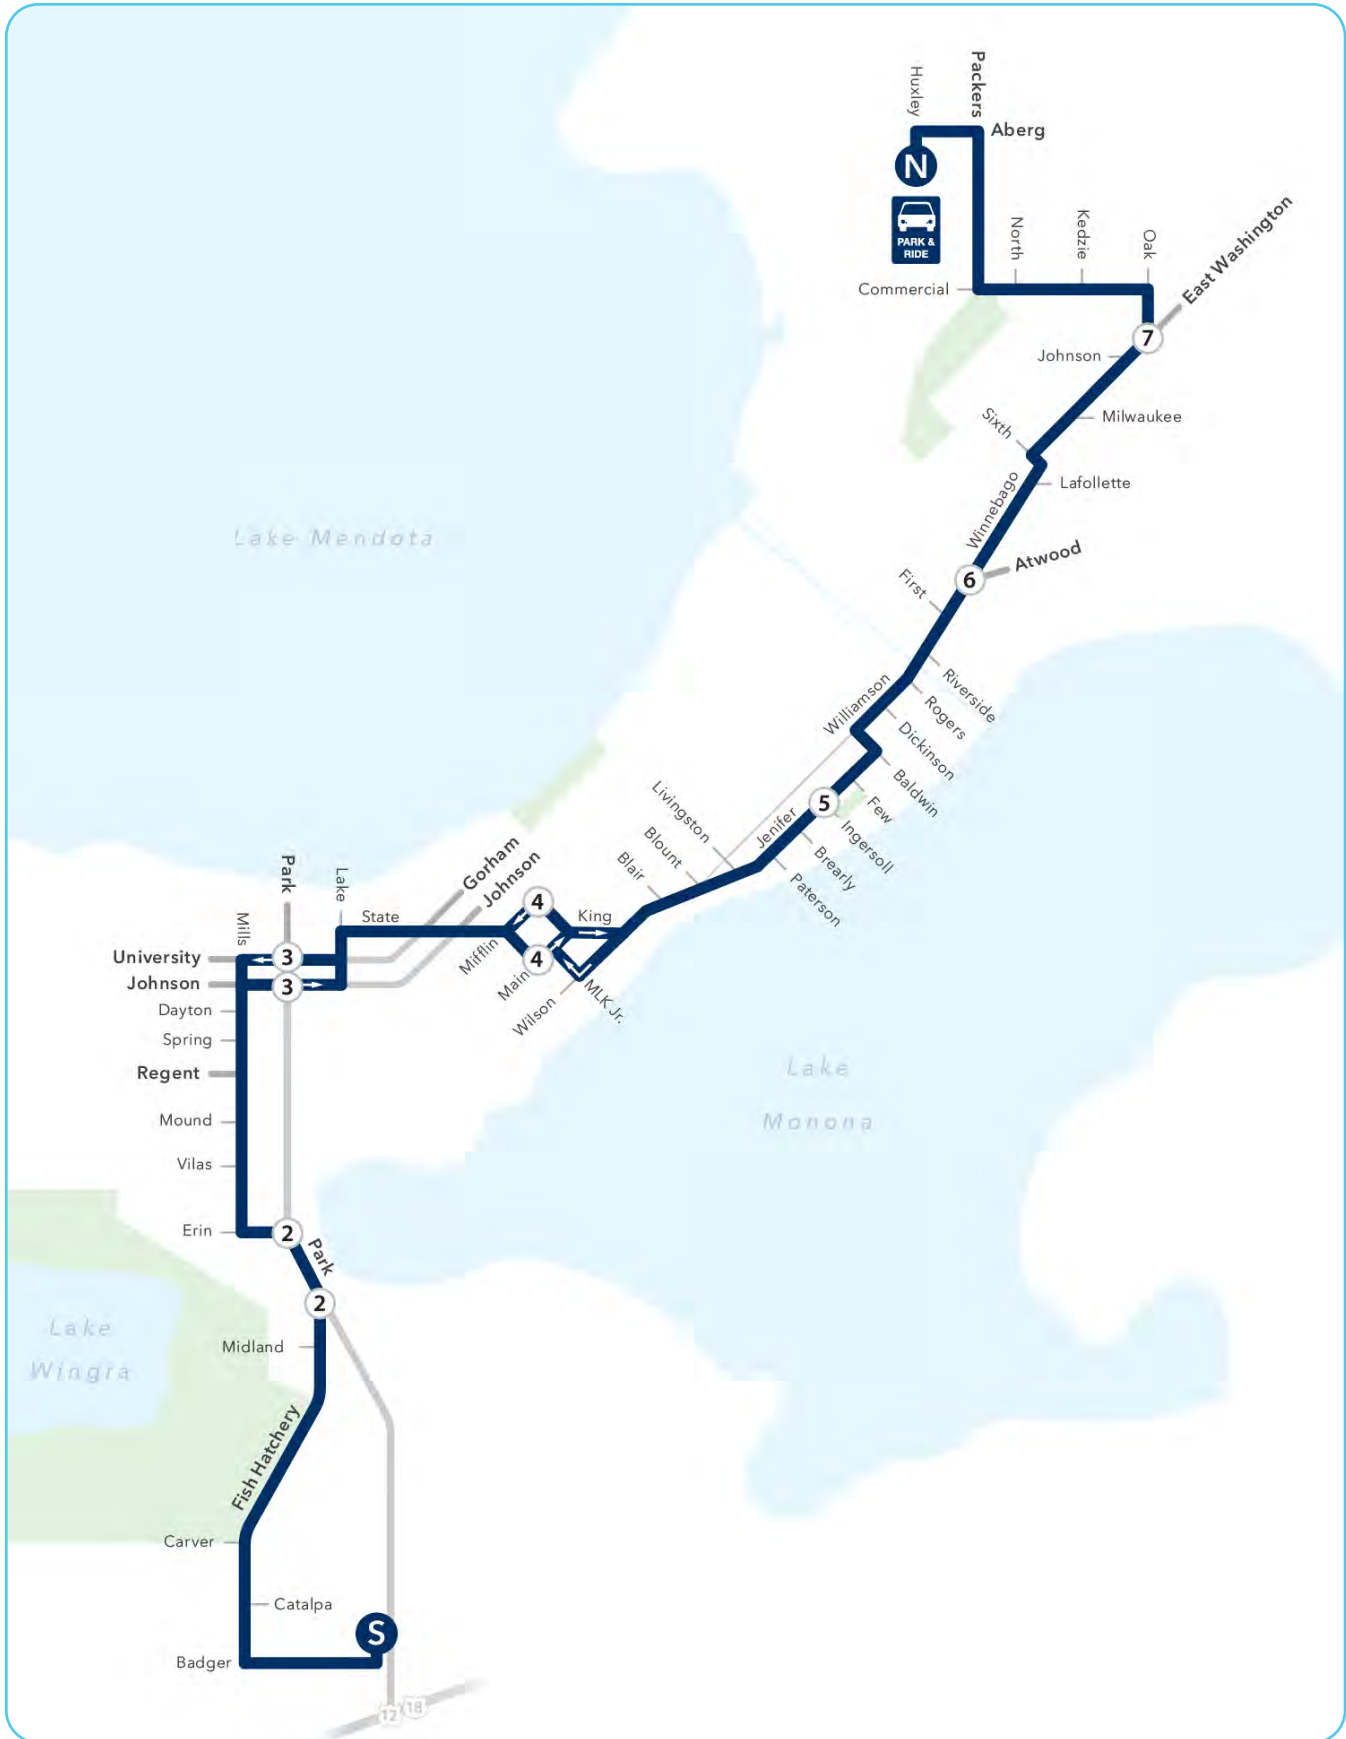 Huxley
Packers
Aberg
N
PARK &
RIDE
North
Kedzie
Oak
East Washington
Commercial
7
Johnson
Milwaukee
Sixth
Lafollette
Winnebago
Lake Mendota
Atwood
6
First
Riverside
Rogers
Williamson
Dickinson
Baldwin
Few
5
Ingersoll
Livingston
Jenifer
Brearly
Paterson
Blount
Blair
Gorham
Johnson
Park
Lake
State
4
King
Mills
Mifflin
University
3
4
Main
Johnson
3
MLK Jr.
Wilson
Dayton
Spring
Regent
Lake
Monona
Mound
Vilas
Erin
2
Park
2
Lake
Wingra
Midland
Fish Hatchery
Carver
Catalpa
S
Badger
12
18